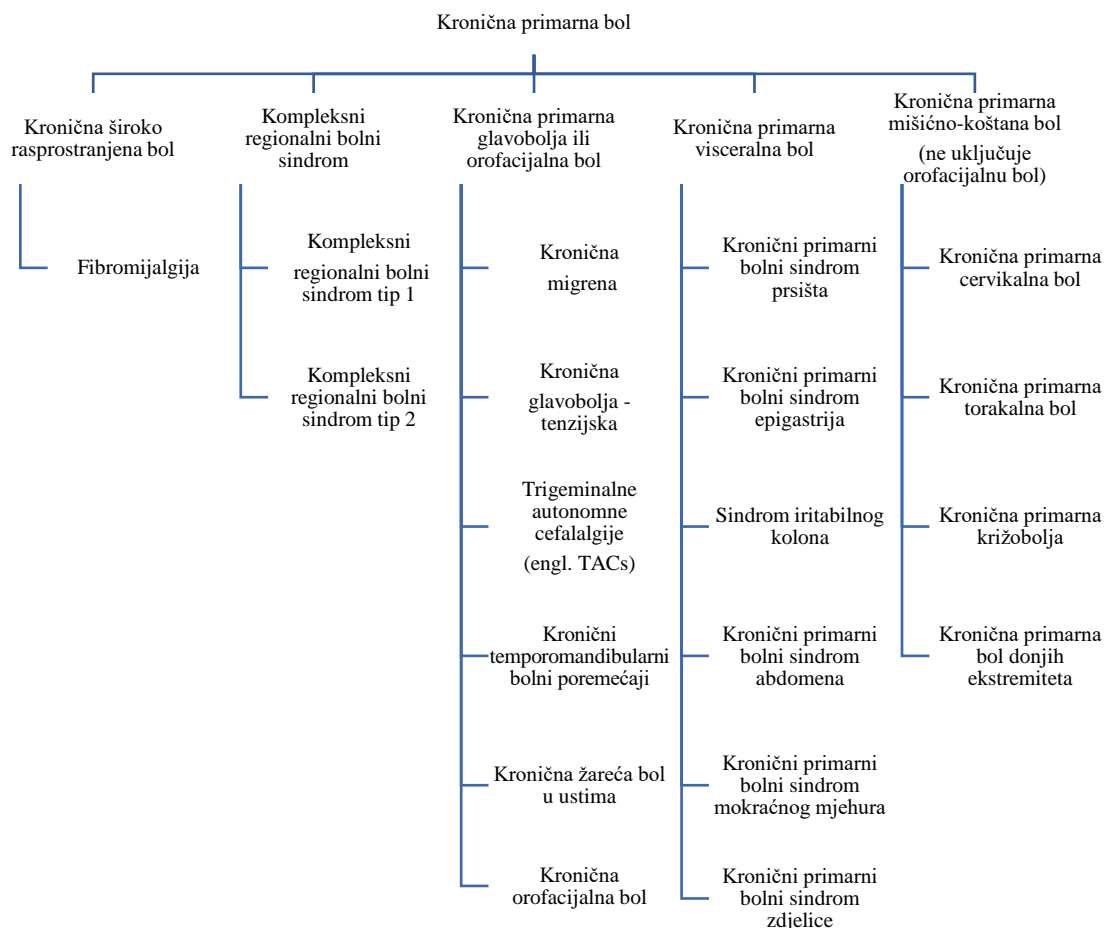 Kronična primarna bol
Kronična široko
rasprostranjena bol
Fibromijalgija
Kompleksni
regionalni bolni
sindrom
Kompleksni
regionalni bolni
sindrom tip 1
Kompleksni
regionalni bolni
sindrom tip 2
Kronična primarna
glavobolja ili
orofacijalna bol
Kronična
migrena
Kronična
glavobolja -
tenzijska
Trigeminalne
autonomne
cefalalgije
(engl. TACs)
Kronični
temporomandibularni
bolni poremećaji
Kronična žareća bol
u ustima
Kronična
orofacijalna bol
Kronična primarna
visceralna bol
Kronični primarni
bolni sindrom
prsišta
Kronični primarni
bolni sindrom
epigastrija
Sindrom iritabilnog
kolona
Kronični primarni
bolni sindrom
abdomena
Kronični primarni
bolni sindrom
mokraćnog mjehura
Kronični primarni
bolni sindrom
zdjelice
Kronična primarna
mišićno-koštana bol
(ne uključuje
orofacijalnu bol)
Kronična primarna
cervikalna bol
Kronična primarna
torakalna bol
Kronična primarna
križobolja
Kronična primarna
bol donjih
ekstremiteta